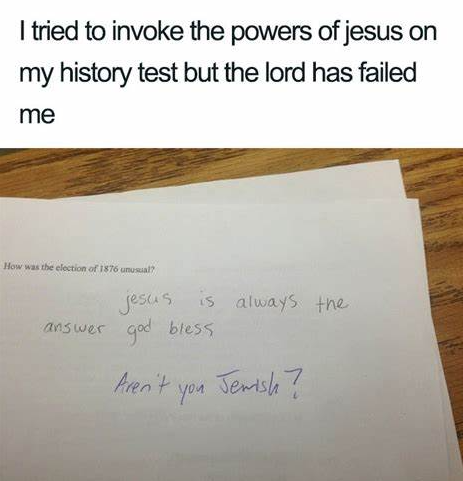 I tried to invoke the powers of jesus on
my history test but the lord has failed
me
How was the election of 1876 unusual?
jesus is always the
answer god bless
Aren't you Jewish?